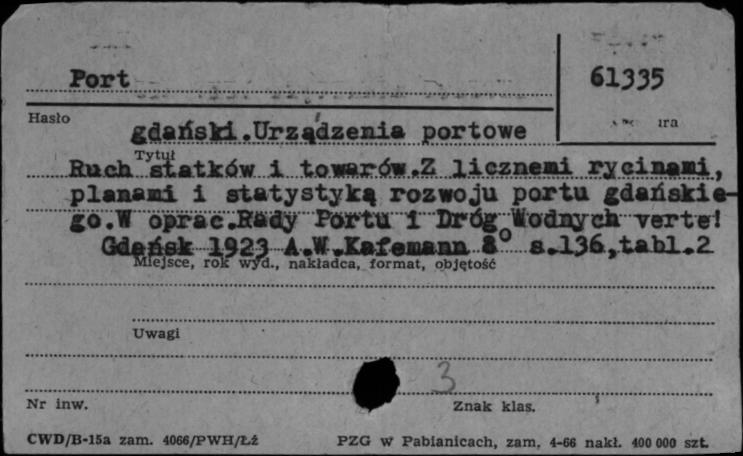 Port 61335
Hasło
gdański.Urządzenia portowe
Tytuł
Ruch statków i towarów.Z licznemi rycinami,
planami i statystyką rozwoju portu gdańskie-
go.W oprac.Rady Portu i Dróg Wodnych verte!
Gdańsk 1923 A.W.Kafemann 8° s.136,tabl.2
Miejsce, rok wyd., nakładca, format, objętość
Uwagi
3
Nr inw. Znak klas.
CWD/B-15a zam. 4066/PWH/Łż PZG w Pabianicach, zam. 4-66 nakł. 400 000 szt.